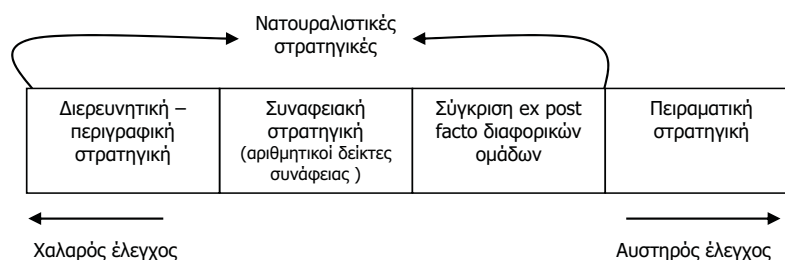 Νατουραλιστικές
στρατηγικές
Διερευνητική –
περιγραφική
στρατηγική
Συναφειακή
στρατηγική
(αριθμητικοί δείκτες
συνάφειας )
Σύγκριση ex post
facto διαφορικών
ομάδων
Πειραματική
στρατηγική
Χαλαρός έλεγχος
Αυστηρός έλεγχος